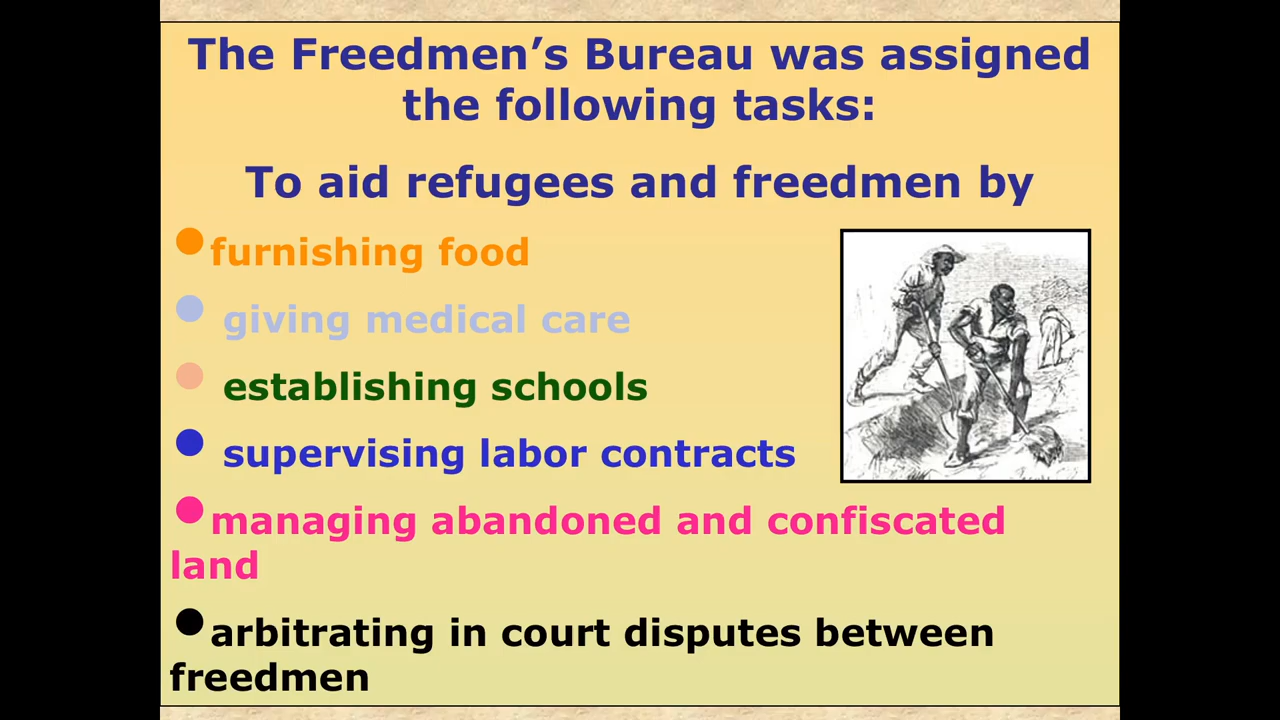 The Freedmen’s Bureau was assigned
the following tasks:
To aid refugees and freedmen by
●furnishing food
● giving medical care
● establishing schools
● supervising labor contracts
●managing abandoned and confiscated
land
●arbitrating in court disputes between
freedmen